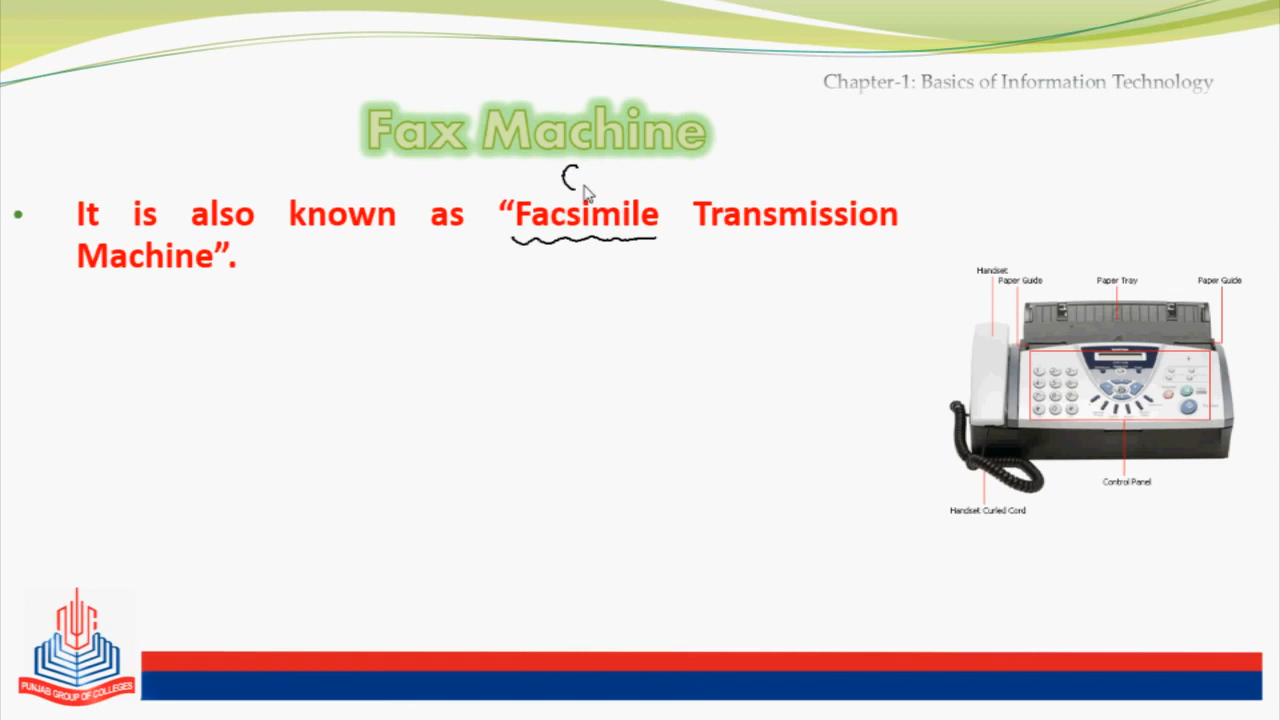 Chapter-1: Basics of Information Technology
Fax Machine
C
• It is also known as “Facsimile Transmission
Machine”.
Handset
Paper Guide
Paper Tray
Paper Guide
Control Panel
Handset Curled Cord
PUNJAB GROUP OF COLLEGES